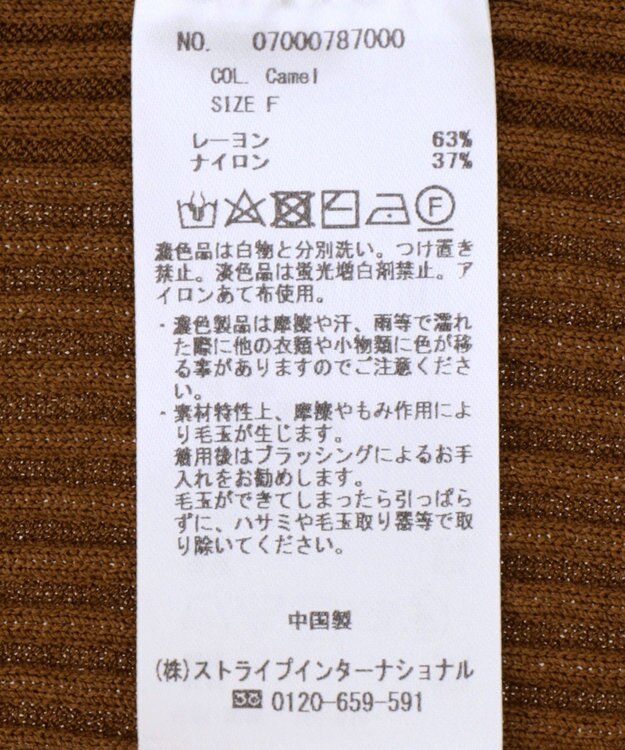 NO. 07000787000
COL. Camel
SIZE F
レーヨン 63%
ナイロン 37%
F
濃色品は白物と分別洗い。つけ置き
禁止。濃色品は蛍光増白剤禁止。ア
イロンあて布使用。
・濃色製品は摩擦や汗、雨等で濡れ
た際に他の衣類や小物類に色が移
る事がありますのでご注意くださ
い。
・素材特性上、摩擦やもみ作用によ
り毛玉が生じます。
着用後はブラッシングによるお手
入れをお勧めします。
毛玉ができてしまったら引っぱら
ずに、ハサミや毛玉取り器等で取
り除いてください。
中国製
(株)ストライプインターナショナル
0120-659-591